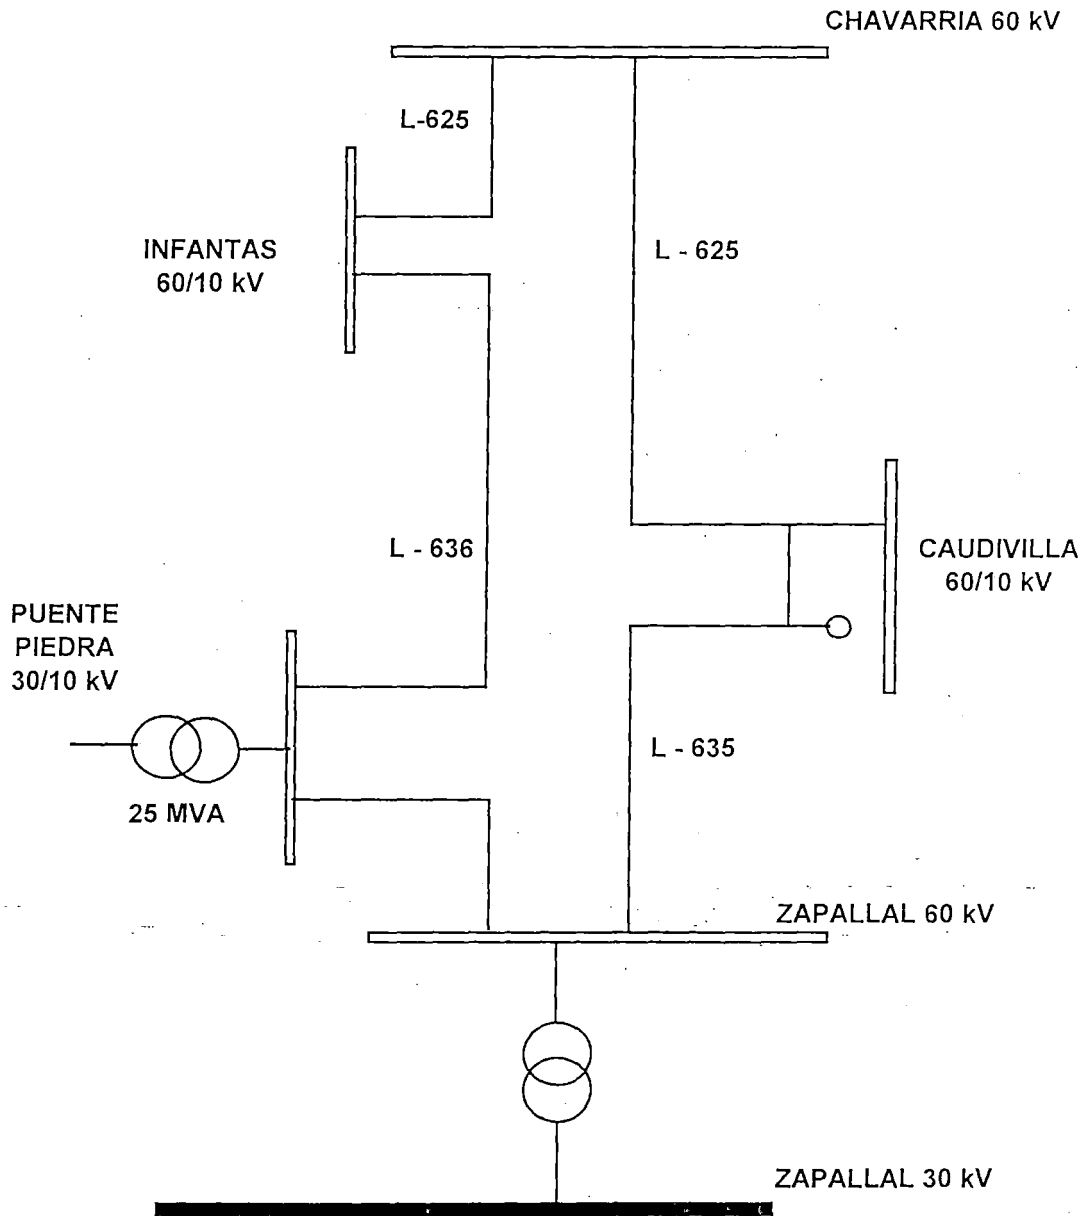 CHAVARRIA 60 kV
L-625
INFANTAS
60/10 kV
L - 625
L - 636
CAUDIVILLA
60/10 kV
PUENTE
PIEDRA
30/10 kV
L - 635
25 MVA
ZAPALLAL 60 kV
ZAPALLAL 30 kV